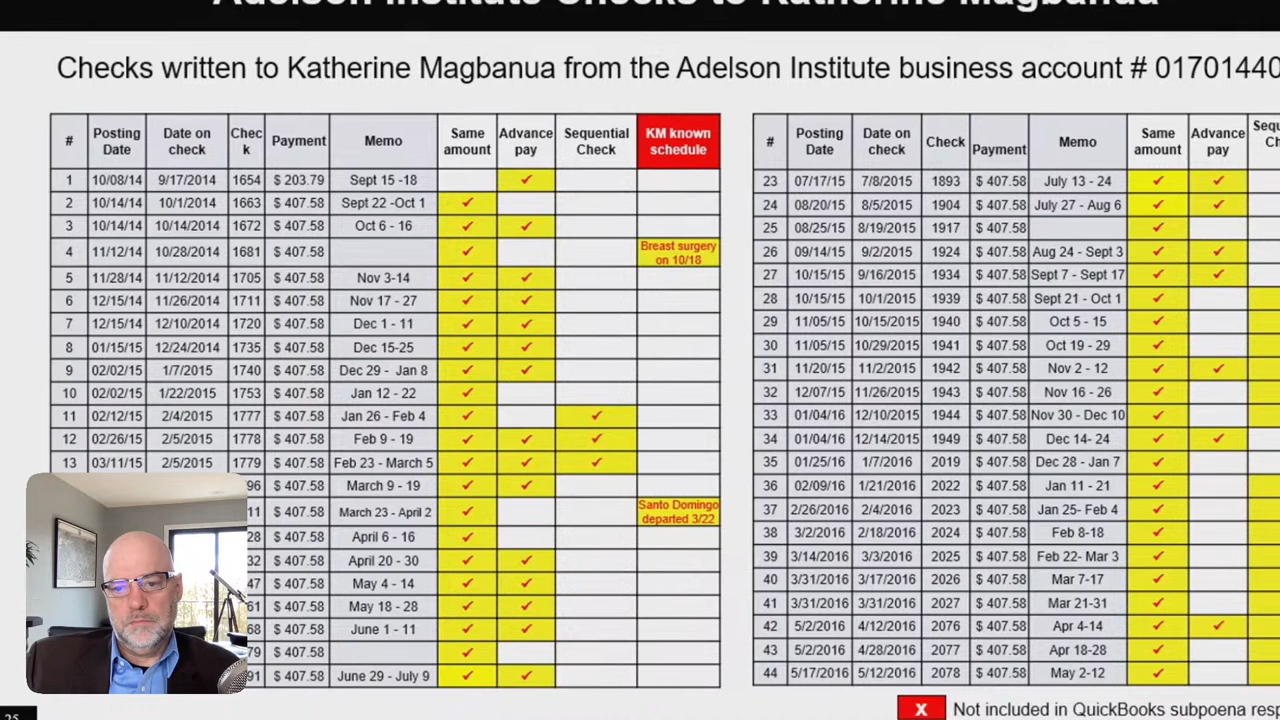 Adelson Institute Checks to Katherine Magbanua
Checks written to Katherine Magbanua from the Adelson Institute business account # 01701440
# Posting Date Date on check Check Payment Memo Same amount Advance pay Sequential Check KM known schedule
1 10/08/14 9/17/2014 1654 $ 203.79 Sept 15 -18 ✓
2 10/14/14 10/1/2014 1663 $ 407.58 Sept 22 -Oct 1 ✓
3 10/14/14 10/14/2014 1672 $ 407.58 Oct 6 - 16 ✓ ✓
4 11/12/14 10/28/2014 1681 $ 407.58 ✓ Breast surgery on 10/18
5 11/28/14 11/12/2014 1705 $ 407.58 Nov 3-14 ✓ ✓
6 12/15/14 11/26/2014 1711 $ 407.58 Nov 17 - 27 ✓ ✓
7 12/15/14 12/10/2014 1720 $ 407.58 Dec 1 - 11 ✓ ✓
8 01/15/15 12/24/2014 1735 $ 407.58 Dec 15-25 ✓ ✓
9 02/02/15 1/7/2015 1740 $ 407.58 Dec 29 - Jan 8 ✓ ✓
10 02/02/15 1/22/2015 1753 $ 407.58 Jan 12 - 22 ✓
11 02/12/15 2/4/2015 1777 $ 407.58 Jan 26 - Feb 4 ✓ ✓
12 02/26/15 2/5/2015 1778 $ 407.58 Feb 9 - 19 ✓ ✓ ✓
13 03/11/15 2/5/2015 1779 $ 407.58 Feb 23 - March 5 ✓ ✓ ✓
96 $ 407.58 March 9 - 19 ✓ ✓
11 $ 407.58 March 23 - April 2 ✓ Santo Domingo departed 3/22
28 $ 407.58 April 6 - 16 ✓
32 $ 407.58 April 20 - 30 ✓ ✓
47 $ 407.58 May 4 - 14 ✓ ✓
61 $ 407.58 May 18 - 28 ✓ ✓
68 $ 407.58 June 1 - 11 ✓ ✓
79 $ 407.58 ✓
91 $ 407.58 June 29 - July 9 ✓ ✓
# Posting Date Date on check Check Payment Memo Same amount Advance pay
23 07/17/15 7/8/2015 1893 $ 407.58 July 13 - 24 ✓ ✓
24 08/20/15 8/5/2015 1904 $ 407.58 July 27 - Aug 6 ✓ ✓
25 08/25/15 8/19/2015 1917 $ 407.58 ✓
26 09/14/15 9/2/2015 1924 $ 407.58 Aug 24 - Sept 3 ✓ ✓
27 10/15/15 9/16/2015 1934 $ 407.58 Sept 7 - Sept 17 ✓ ✓
28 10/15/15 10/1/2015 1939 $ 407.58 Sept 21 - Oct 1 ✓
29 11/05/15 10/15/2015 1940 $ 407.58 Oct 5 - 15 ✓
30 11/05/15 10/29/2015 1941 $ 407.58 Oct 19 - 29 ✓
31 11/20/15 11/2/2015 1942 $ 407.58 Nov 2 - 12 ✓ ✓
32 12/07/15 11/26/2015 1943 $ 407.58 Nov 16 - 26 ✓
33 01/04/16 12/10/2015 1944 $ 407.58 Nov 30 - Dec 10 ✓
34 01/04/16 12/14/2015 1949 $ 407.58 Dec 14- 24 ✓ ✓
35 01/25/16 1/7/2016 2019 $ 407.58 Dec 28 - Jan 7 ✓
36 02/09/16 1/21/2016 2022 $ 407.58 Jan 11 - 21 ✓
37 2/26/2016 2/4/2016 2023 $ 407.58 Jan 25- Feb 4 ✓
38 3/2/2016 2/18/2016 2024 $ 407.58 Feb 8-18 ✓
39 3/14/2016 3/3/2016 2025 $ 407.58 Feb 22- Mar 3 ✓
40 3/31/2016 3/17/2016 2026 $ 407.58 Mar 7-17 ✓
41 3/31/2016 3/31/2016 2027 $ 407.58 Mar 21-31 ✓
42 5/2/2016 4/12/2016 2076 $ 407.58 Apr 4-14 ✓ ✓
43 5/2/2016 4/28/2016 2077 $ 407.58 Apr 18-28 ✓
44 5/17/2016 5/12/2016 2078 $ 407.58 May 2-12 ✓
X Not included in QuickBooks subpoena resp
25